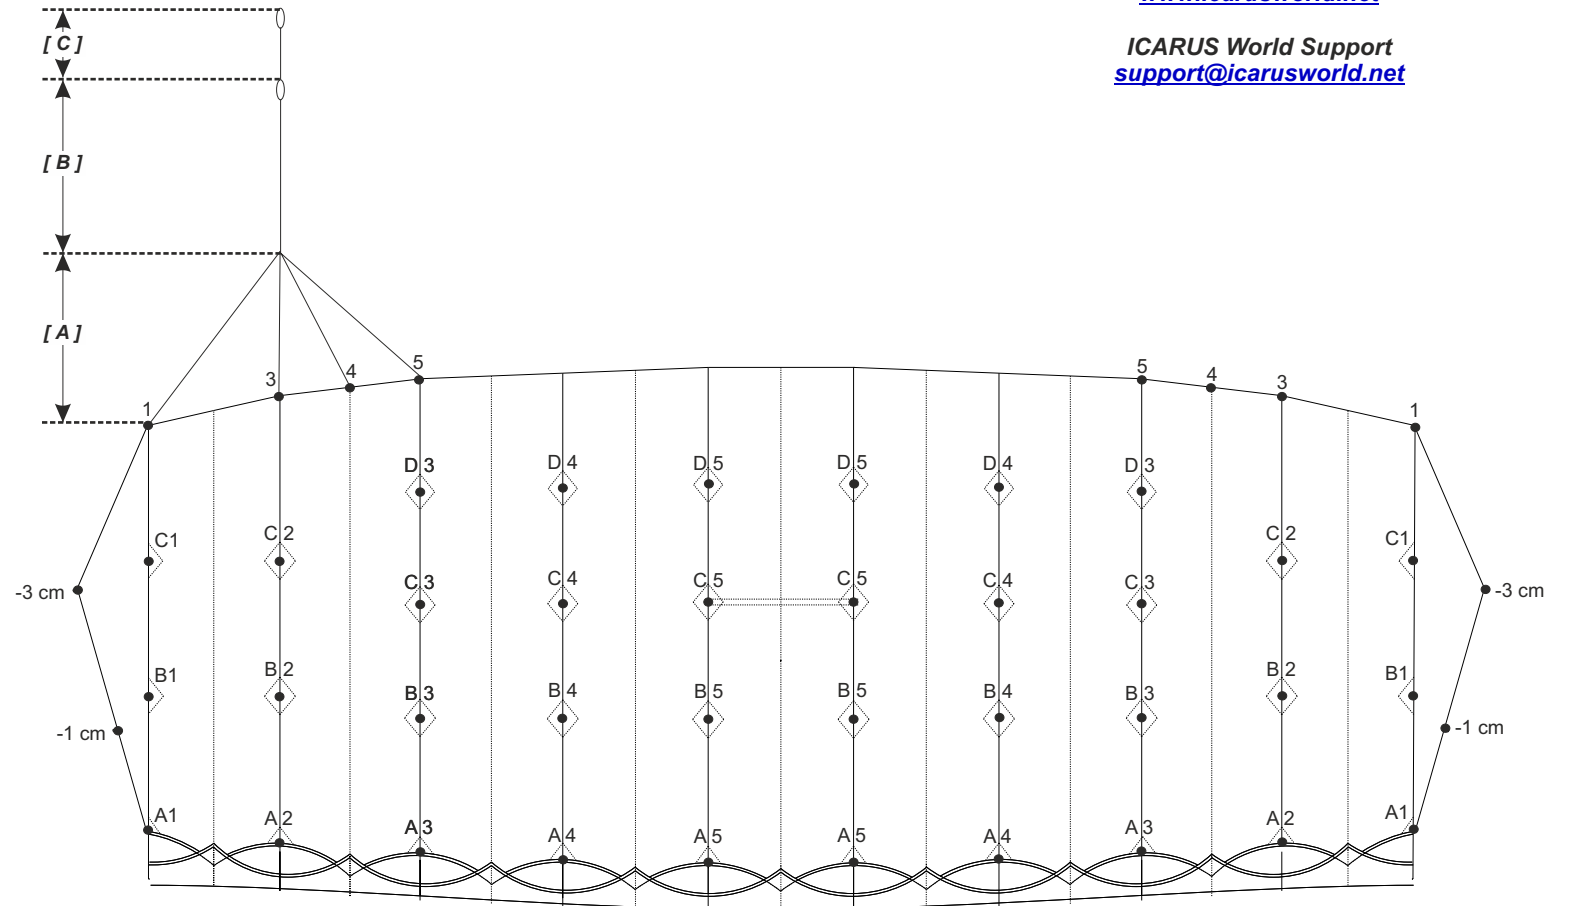 ICARUS World Support
support@icarusworld.net
[ C ]
[ B ]
[ A ]
1 3 4 5 5 4 3 1
D 3 D 4 D 5 D 5 D 4 D 3
C1 C 2 C 2 C1
C 3 C 4 C 5 C 5 C 4 C 3
-3 cm -3 cm
B1 B 2 B 2 B1
B 3 B 4 B 5 B 5 B 4 B 3
-1 cm -1 cm
A1 A 2 A 3 A 4 A 5 A 5 A 4 A 3 A 2 A1